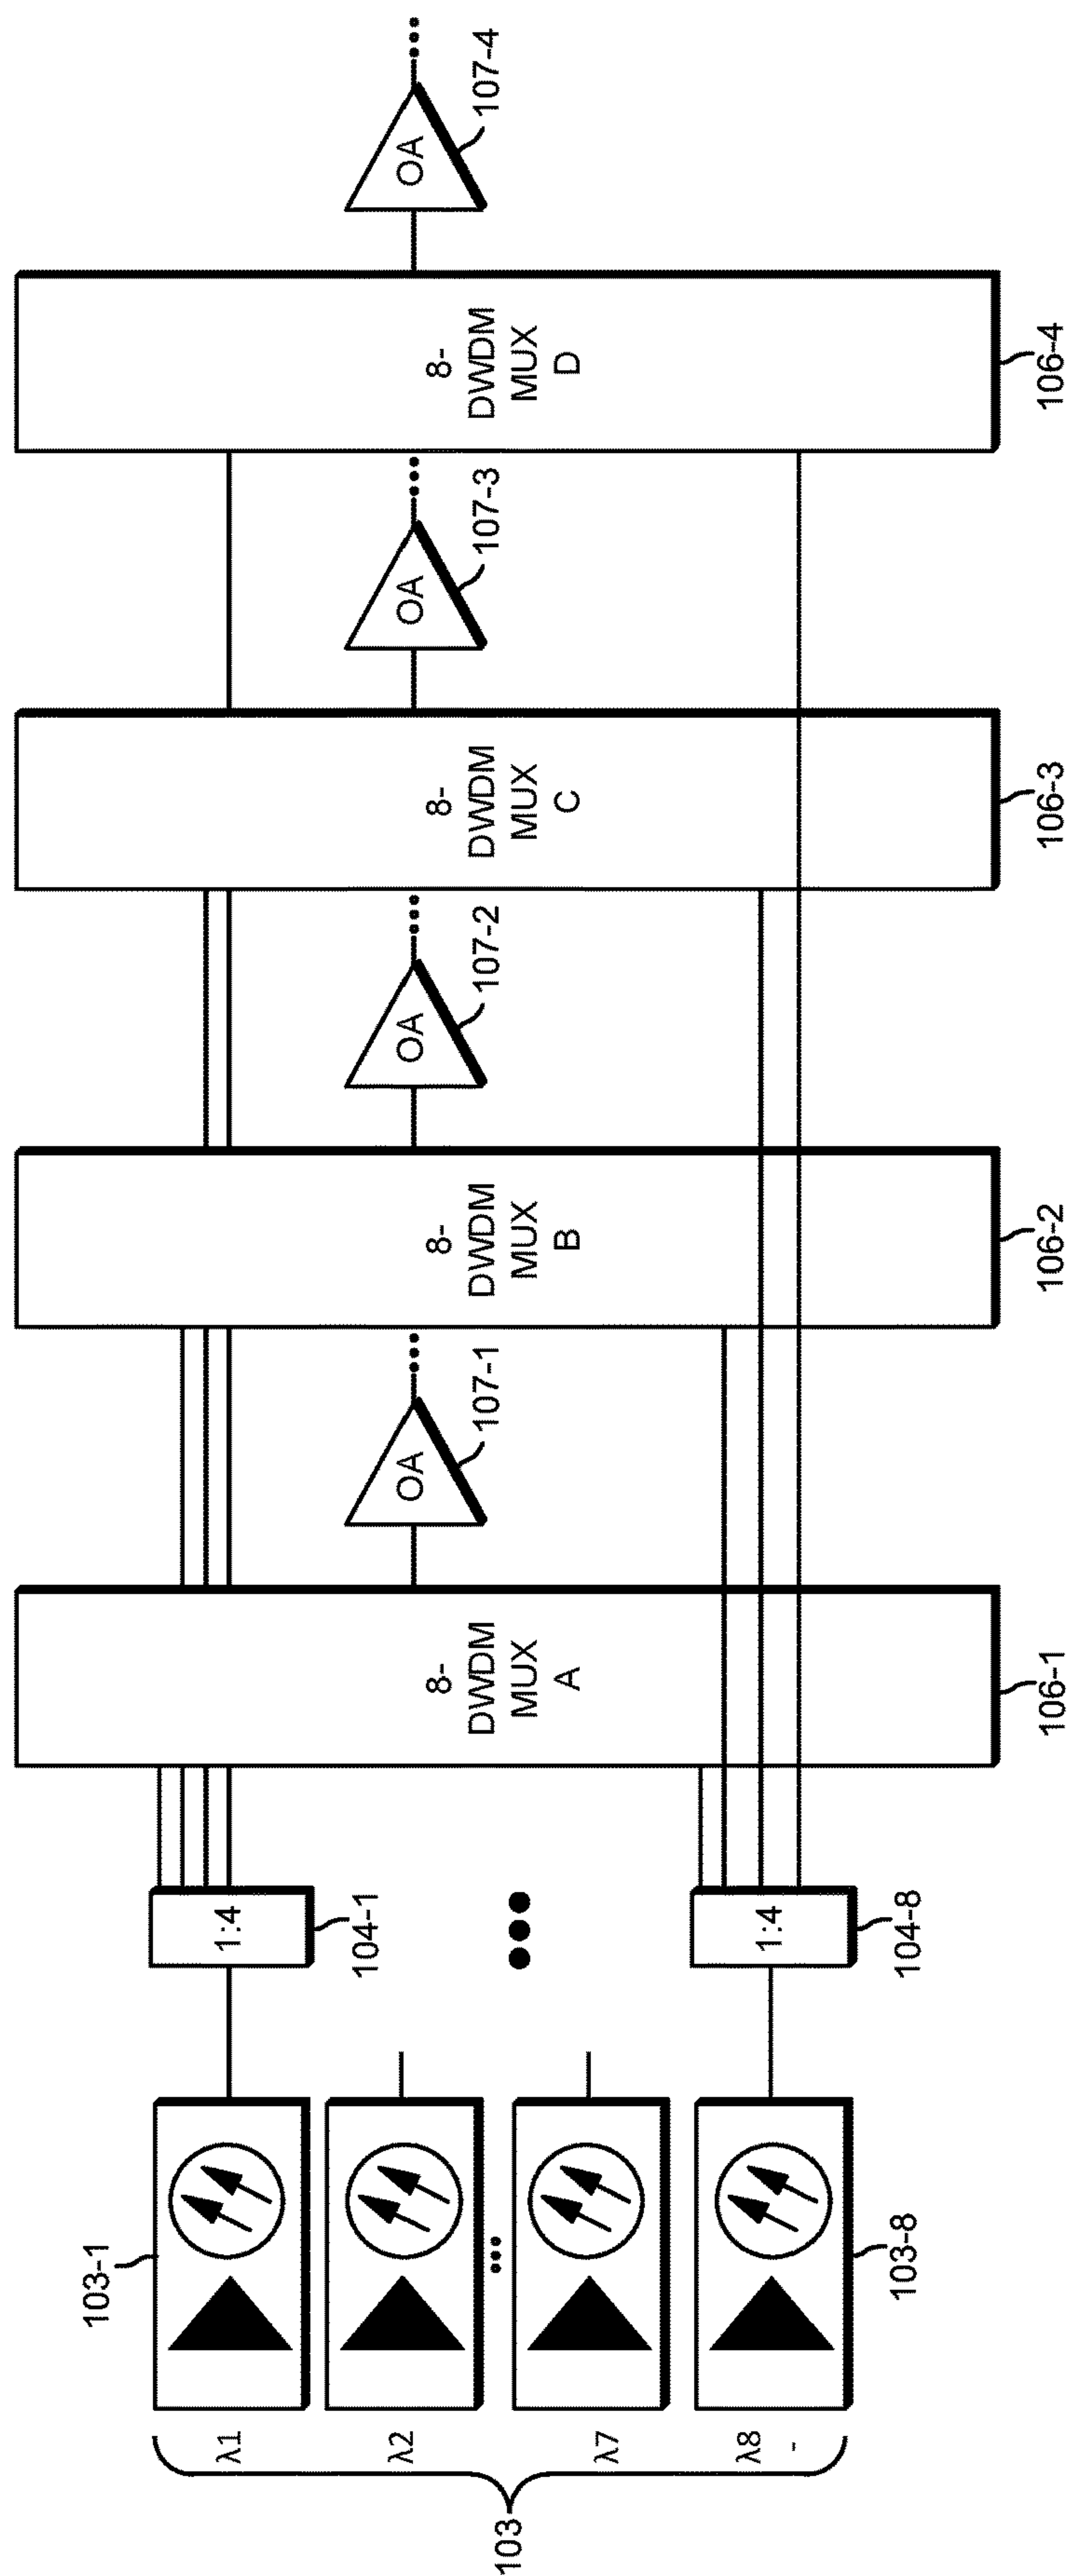 103
λ1
λ2
λ7
λ8
-
103-1
103-8
1:4
104-1
1:4
104-8
8-
DWDM
MUX
A
106-1
OA
107-1
8-
DWDM
MUX
B
106-2
OA
107-2
8-
DWDM
MUX
C
106-3
OA
107-3
8-
DWDM
MUX
D
106-4
OA
107-4